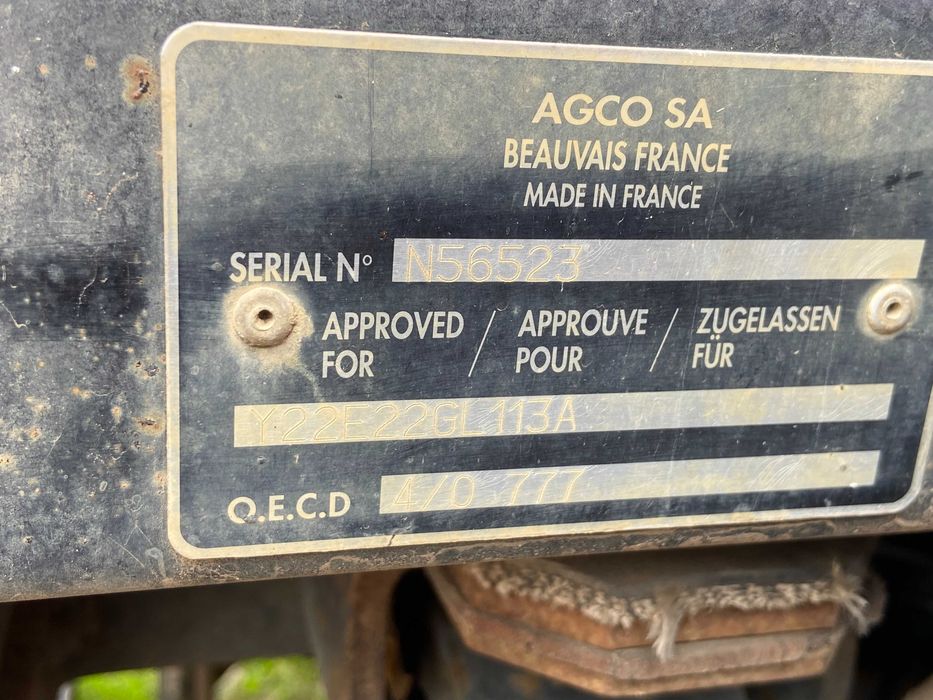 AGCO SA
BEAUVAIS FRANCE
MADE IN FRANCE
SERIAL N° N56523
APPROVED FOR / APPROUVE POUR / ZUGELASSEN FÜR
Y22E22GL113A
O.E.C.D 4/0 777